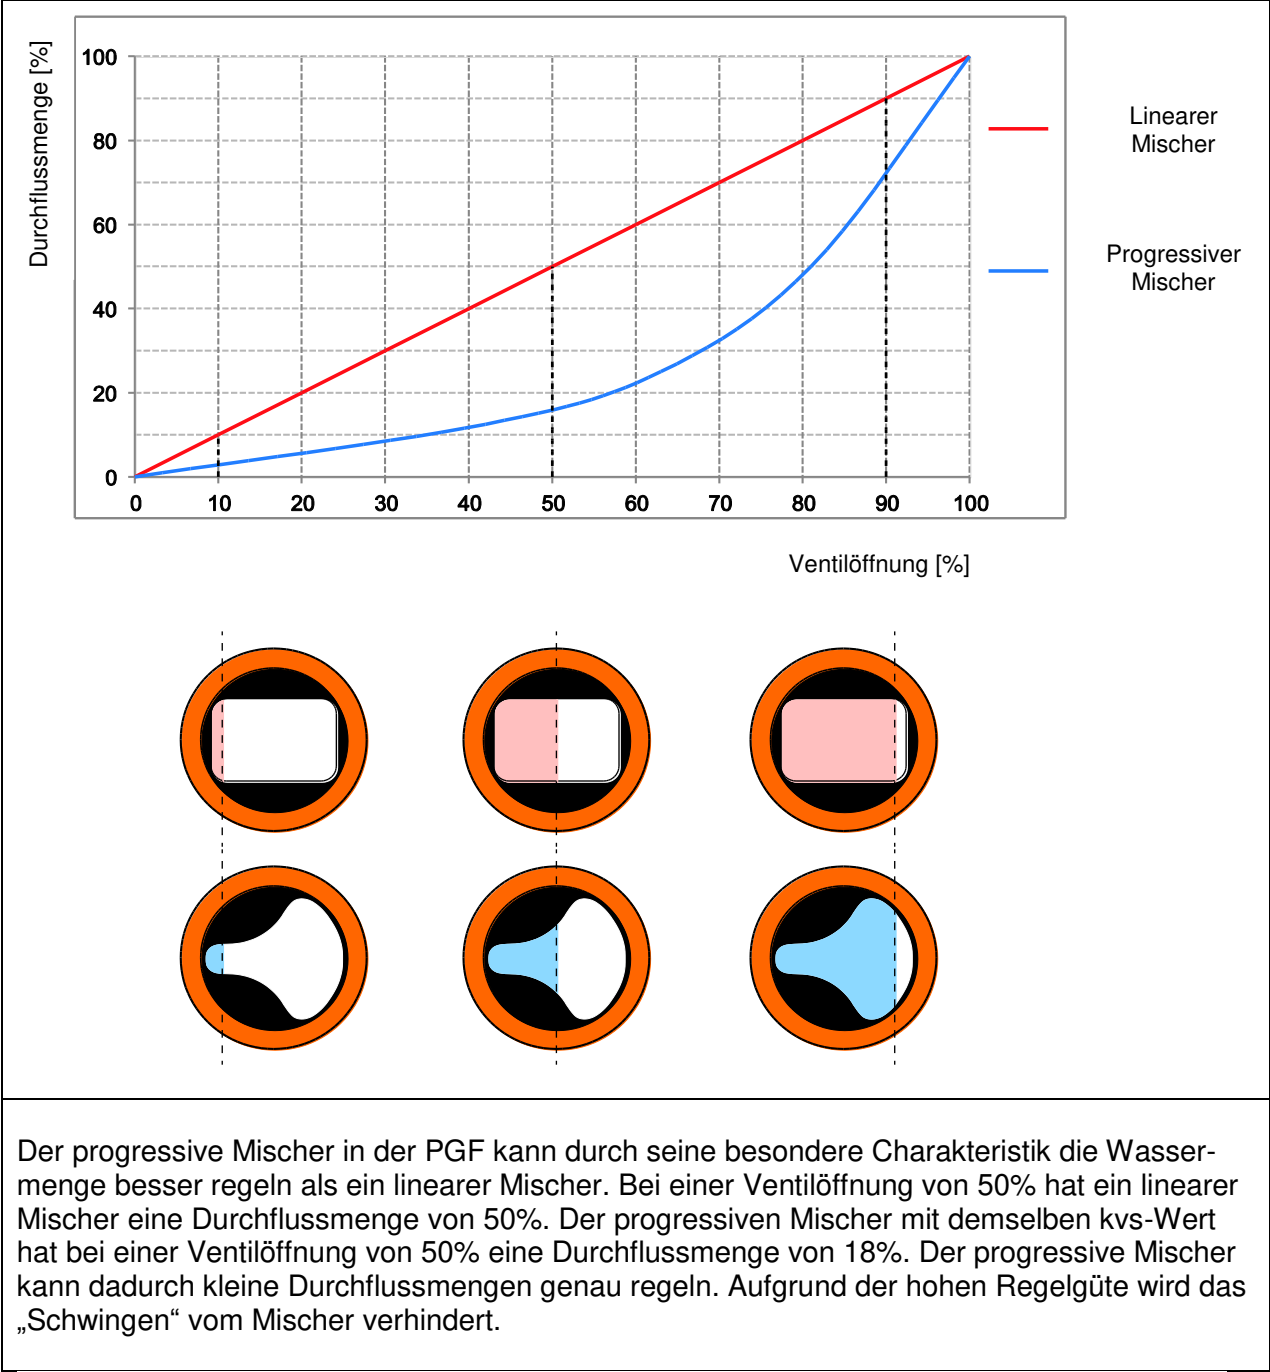 Durchflussmenge [%]
100
80
60
40
20
0
0 10 20 30 40 50 60 70 80 90 100
Ventilöffnung [%]
Linearer
Mischer
Progressiver
Mischer
Der progressive Mischer in der PGF kann durch seine besondere Charakteristik die Wasser-
menge besser regeln als ein linearer Mischer. Bei einer Ventilöffnung von 50% hat ein linearer
Mischer eine Durchflussmenge von 50%. Der progressiven Mischer mit demselben kvs-Wert
hat bei einer Ventilöffnung von 50% eine Durchflussmenge von 18%. Der progressive Mischer
kann dadurch kleine Durchflussmengen genau regeln. Aufgrund der hohen Regelgüte wird das
„Schwingen“ vom Mischer verhindert.